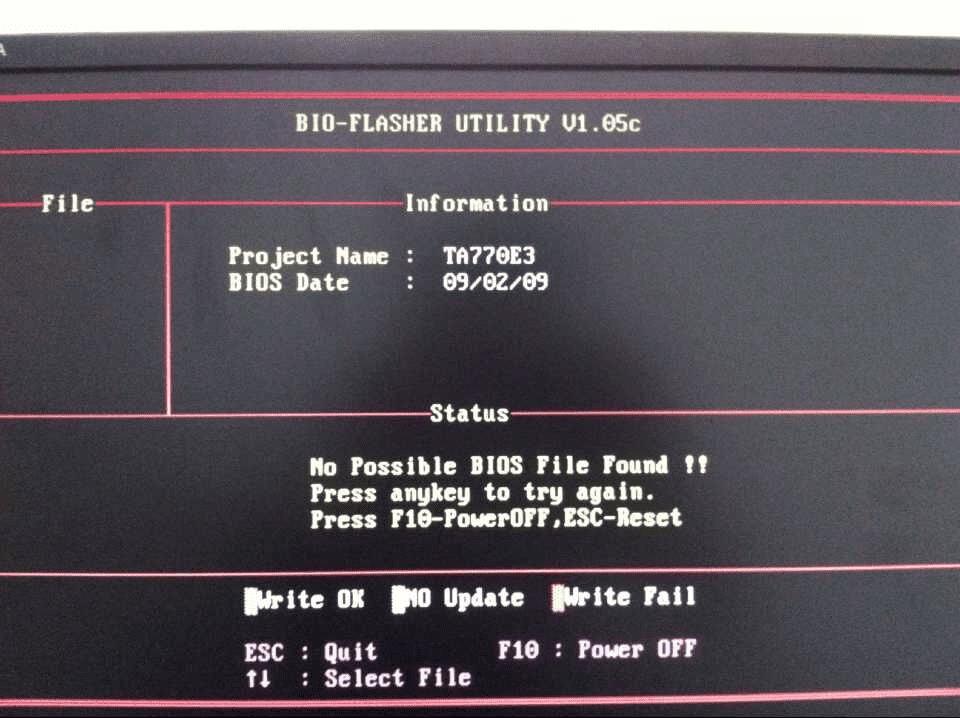 A
BIO-FLASHER UTILITY V1.05c
File
Information
Project Name : TA770E3
BIOS Date : 09/02/09
Status
No Possible BIOS File Found !!
Press anykey to try again.
Press F10-PowerOFF,ESC-Reset
Write OK NO Update Write Fail
ESC : Quit F10 : Power OFF
↑↓ : Select File